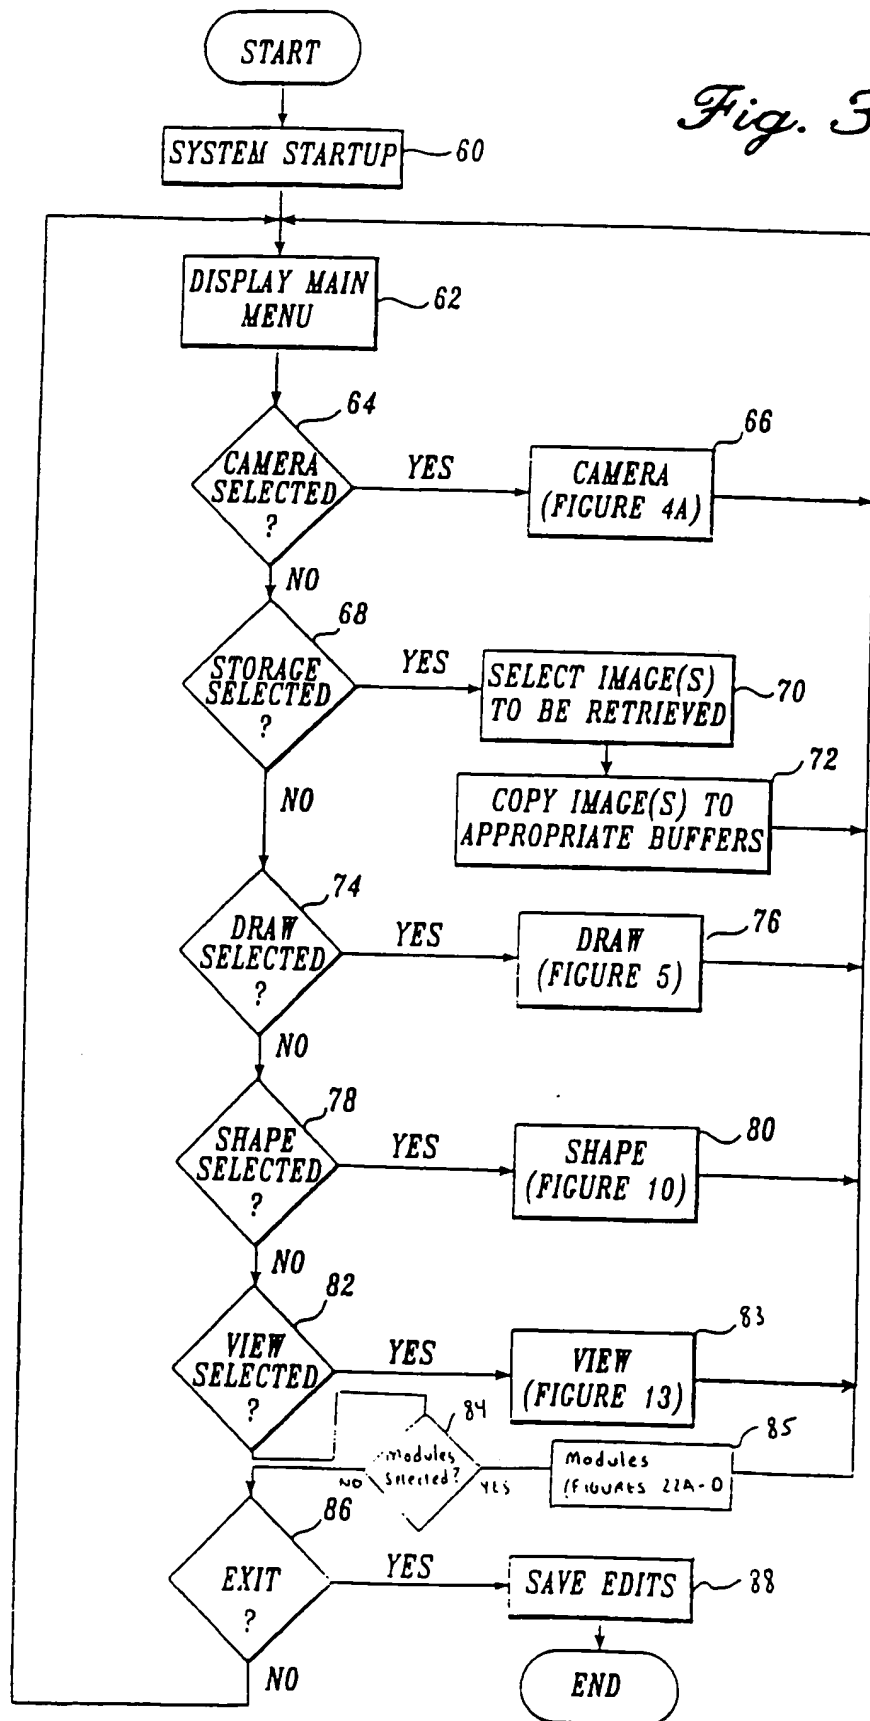 START
Fig. 3
SYSTEM STARTUP
60
DISPLAY MAIN
MENU
62
64
CAMERA
SELECTED
?
YES
66
CAMERA
(FIGURE 4A)
NO
68
STORAGE
SELECTED
?
YES
SELECT IMAGE(S)
TO BE RETRIEVED
70
72
COPY IMAGE(S) TO
APPROPRIATE BUFFERS
NO
74
DRAW
SELECTED
?
YES
76
DRAW
(FIGURE 5)
NO
78
SHAPE
SELECTED
?
YES
80
SHAPE
(FIGURE 10)
NO
82
VIEW
SELECTED
?
YES
83
VIEW
(FIGURE 13)
84
Modules
Selected?
NO
YES
85
Modules
(FIGURES 22A-D
86
EXIT
?
YES
SAVE EDITS
88
NO
END